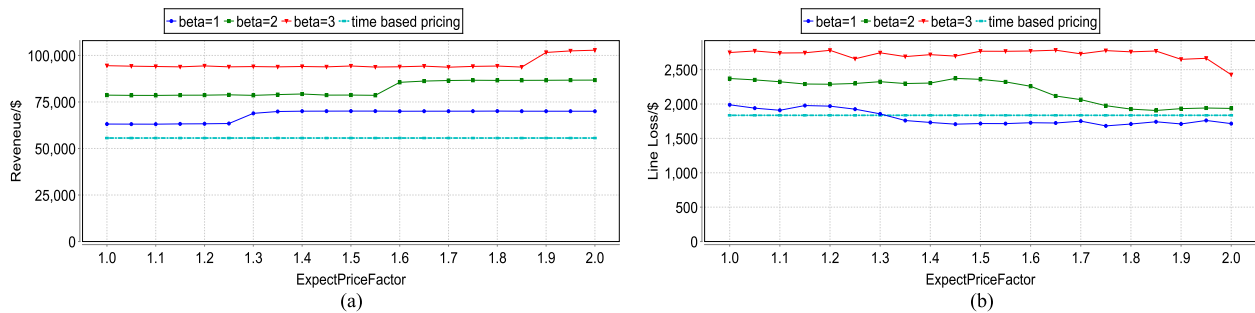 beta=1 beta=2 beta=3 time based pricing
100,000
75,000
50,000
25,000
0
Reveneue/$
1.0 1.1 1.2 1.3 1.4 1.5 1.6 1.7 1.8 1.9 2.0
ExpectPriceFactor
(a)
beta=1 beta=2 beta=3 time based pricing
2,500
2,000
1,500
1,000
500
0
Line Loss/$
1.0 1.1 1.2 1.3 1.4 1.5 1.6 1.7 1.8 1.9 2.0
ExpectPriceFactor
(b)